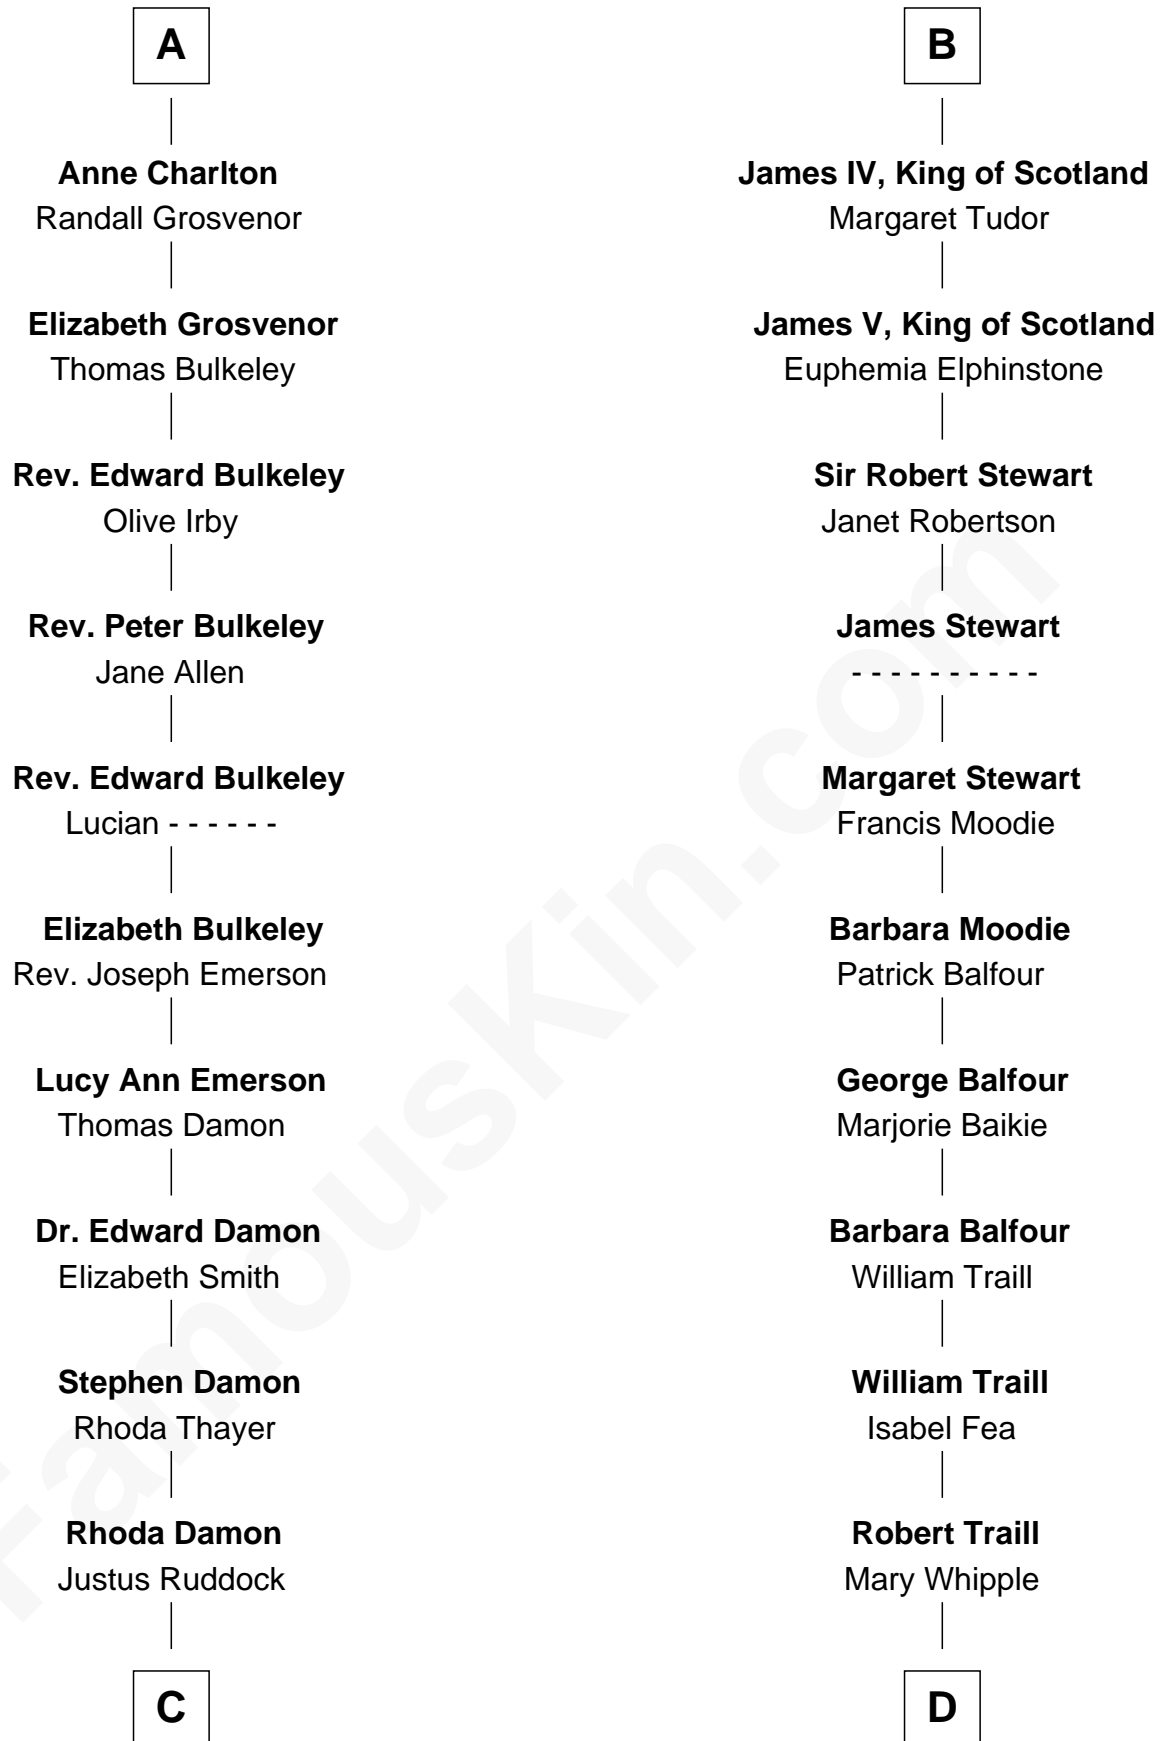 A
Anne Charlton
Randall Grosvenor
Elizabeth Grosvenor
Thomas Bulkeley
Rev. Edward Bulkeley
Olive Irby
Rev. Peter Bulkeley
Jane Allen
Rev. Edward Bulkeley
Lucian - - - - - -
Elizabeth Bulkeley
Rev. Joseph Emerson
Lucy Ann Emerson
Thomas Damon
Dr. Edward Damon
Elizabeth Smith
Stephen Damon
Rhoda Thayer
Rhoda Damon
Justus Ruddock
C
B
James IV, King of Scotland
Margaret Tudor
James V, King of Scotland
Euphemia Elphinstone
Sir Robert Stewart
Janet Robertson
James Stewart
- - - - - - - - - -
Margaret Stewart
Francis Moodie
Barbara Moodie
Patrick Balfour
George Balfour
Marjorie Baikie
Barbara Balfour
William Traill
William Traill
Isabel Fea
Robert Traill
Mary Whipple
D
FamousKin.com